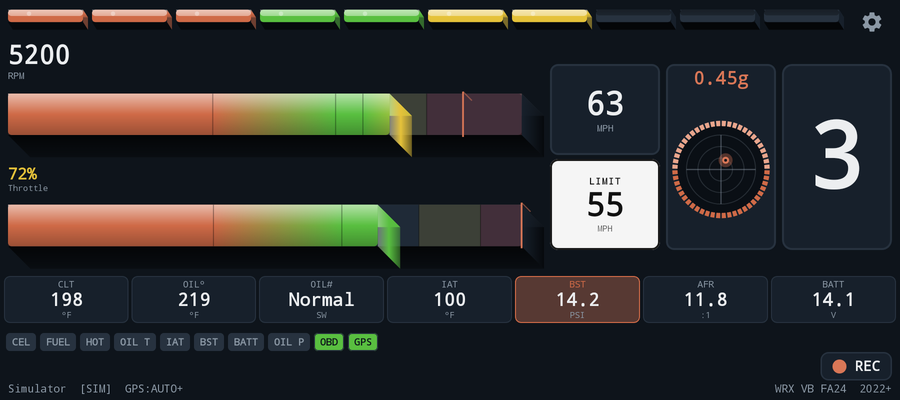 5200
RPM
72%
Throttle
63
MPH
LIMIT
55
MPH
0.45g
3
CLT
198
°F
OIL°
219
°F
OIL#
Normal
SW
IAT
100
°F
BST
14.2
PSI
AFR
11.8
:1
BATT
14.1
V
CEL FUEL HOT OIL T IAT BST BATT OIL P OBD GPS
REC
Simulator [SIM] GPS:AUTO+
WRX VB FA24 2022+